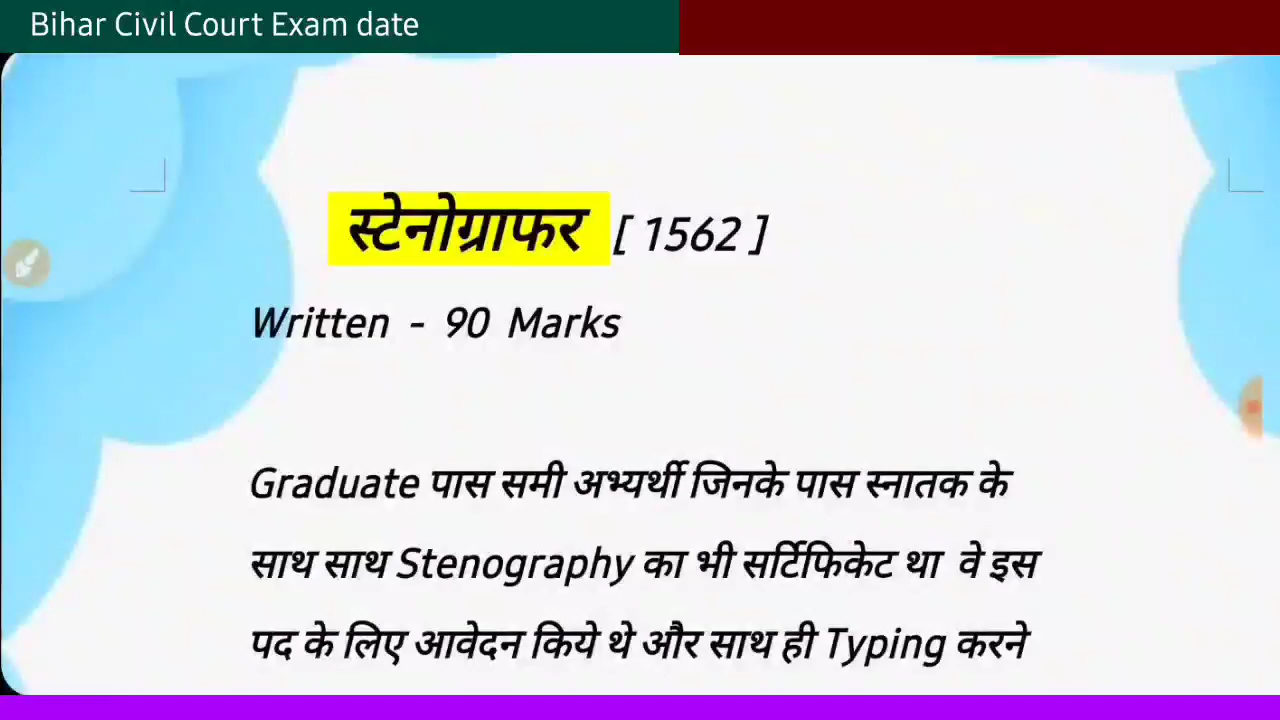 Bihar Civil Court Exam date
स्टेनोग्राफर [ 1562 ]
Written - 90 Marks
Graduate पास समी अभ्यर्थी जिनके पास स्नातक के
साथ साथ Stenography का भी सर्टिफिकेट था वे इस
पद के लिए आवेदन किये थे और साथ ही Typing करने